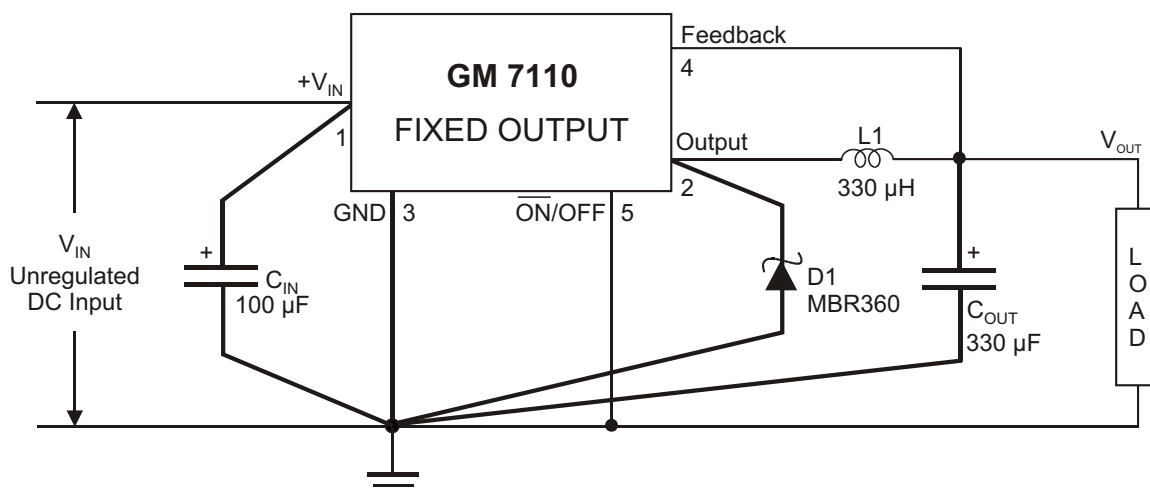 Feedback
4
GM 7110
FIXED OUTPUT
+VIN
1
Output
2
L1
330 µH
VOUT
GND 3
ON/OFF 5
VIN
Unregulated
DC Input
+
CIN
100 µF
D1
MBR360
+
COUT
330 µF
LOAD